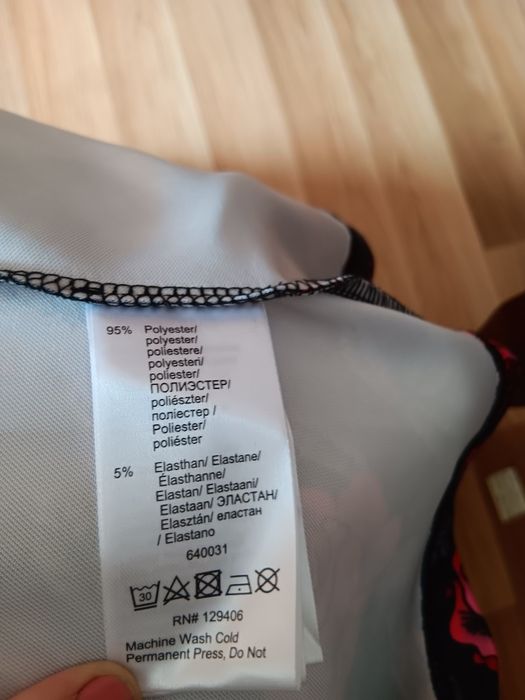 95% Polyester/
polyester/
poliestere/
polyesteri/
poliester/
ПОЛИЭСТЕР/
poliészter/
поліестер /
Poliester/
poliéster
5% Elasthan/ Elastane/
Élasthanne/
Elastan/ Elastaani/
Elastaan/ ЭЛАСТАН/
Elasztán/ еластан
/ Elastano
640031
30
RN# 129406
Machine Wash Cold
Permanent Press, Do Not